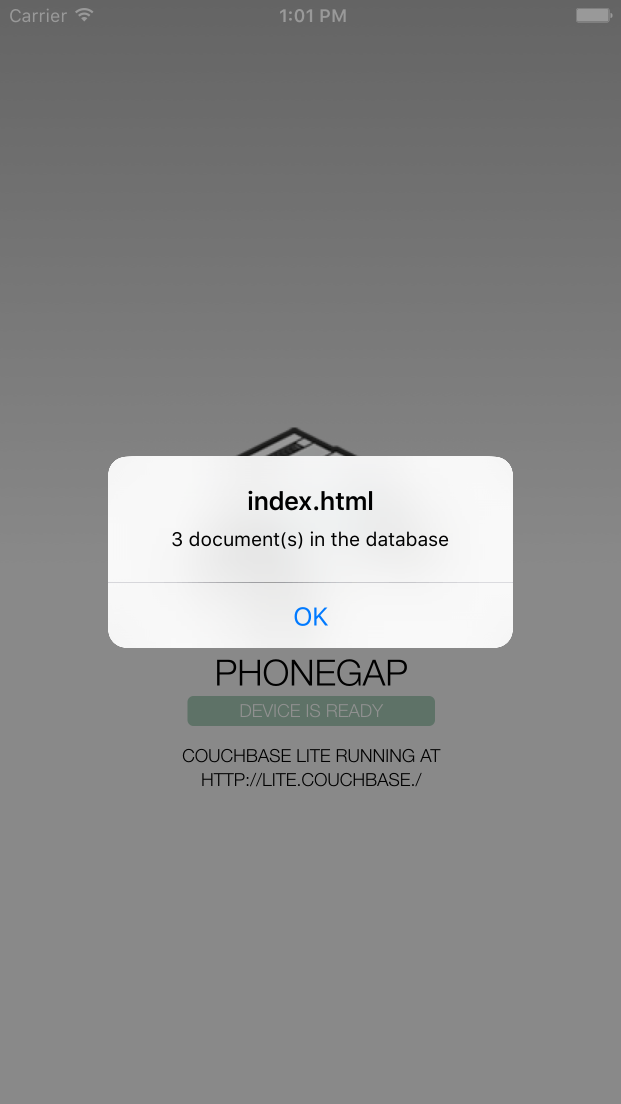 Carrier 1:01 PM
index.html
3 document(s) in the database
OK
PHONEGAP
DEVICE IS READY
COUCHBASE LITE RUNNING AT
HTTP://LITE.COUCHBASE./